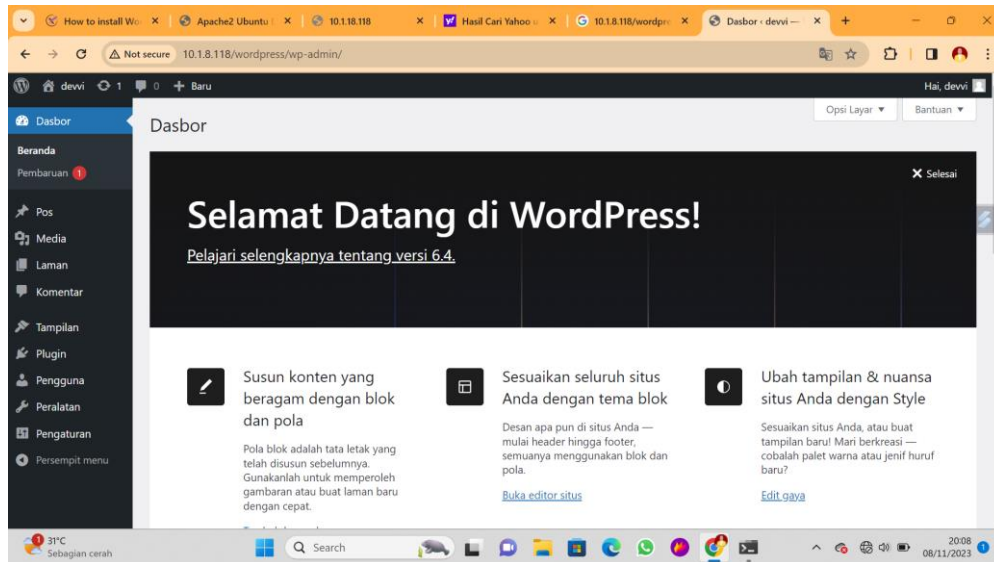 How to install Wo
Apache2 Ubuntu
10.1.18.118
Hasil Cari Yahoo u
10.1.8.118/wordpre
Dasbor ‹ devvi —
Not secure 10.1.8.118/wordpress/wp-admin/
devvi 1 0 + Baru
Hai, devvi
Dasbor
Beranda
Pembaruan 1
Pos
Media
Laman
Komentar
Tampilan
Plugin
Pengguna
Peralatan
Pengaturan
Persempit menu
Dasbor
Opsi Layar ▼
Bantuan ▼
Selesai
Selamat Datang di WordPress!
Pelajari selengkapnya tentang versi 6.4.
Susun konten yang
beragam dengan blok
dan pola
Pola blok adalah tata letak yang
telah disusun sebelumnya.
Gunakanlah untuk memperoleh
gambaran atau buat laman baru
dengan cepat.
Sesuaikan seluruh situs
Anda dengan tema blok
Desan apa pun di situs Anda —
mulai header hingga footer,
semuanya menggunakan blok dan
pola.
Buka editor situs
Ubah tampilan & nuansa
situs Anda dengan Style
Sesuaikan situs Anda, atau buat
tampilan baru! Mari berkreasi —
cobalah palet warna atau jenif huruf
baru?
Edit gaya
1
31°C
Sebagian cerah
Search
20:08
08/11/2023
1